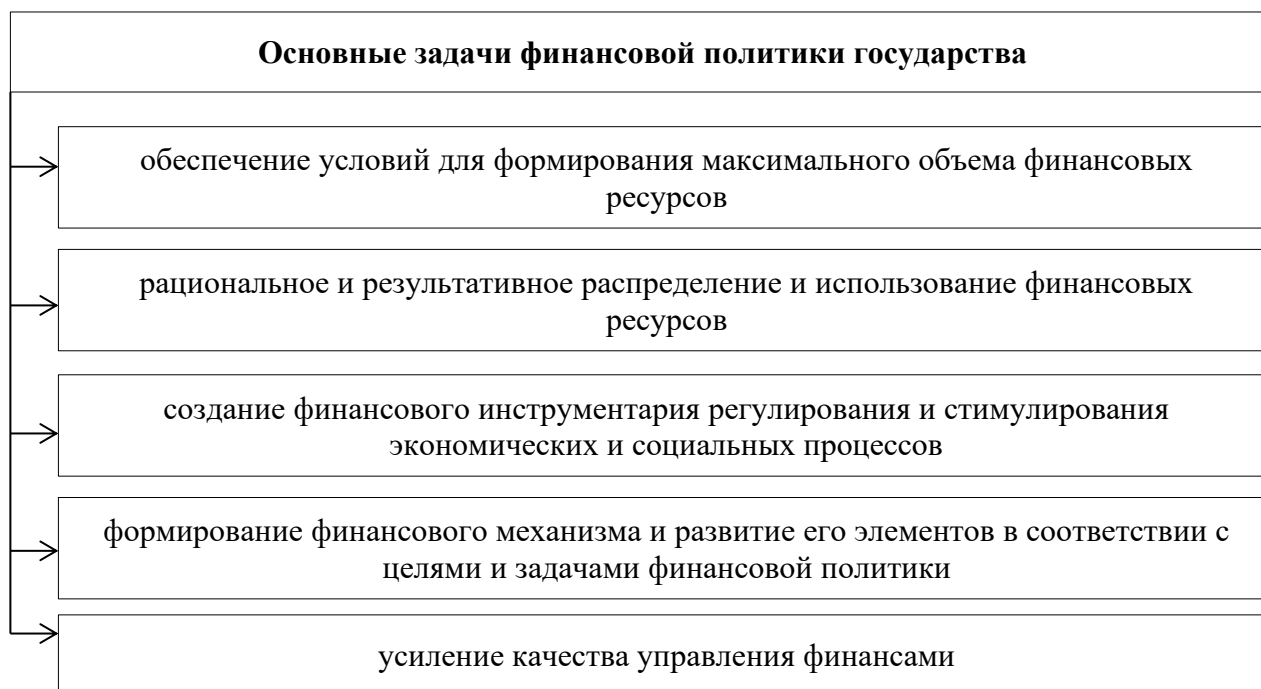 Основные задачи финансовой политики государства
обеспечение условий для формирования максимального объема финансовых
ресурсов
рациональное и результативное распределение и использование финансовых
ресурсов
создание финансового инструментария регулирования и стимулирования
экономических и социальных процессов
формирование финансового механизма и развитие его элементов в соответствии с
целями и задачами финансовой политики
усиление качества управления финансами